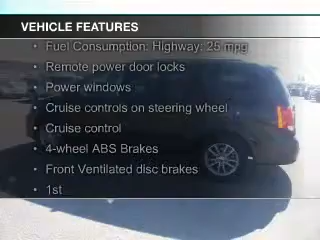 VEHICLE FEATURES
• Fuel Consumption: Highway: 25 mpg
• Remote power door locks
• Power windows
• Cruise controls on steering wheel
• Cruise control
• 4-wheel ABS Brakes
• Front Ventilated disc brakes
• 1st